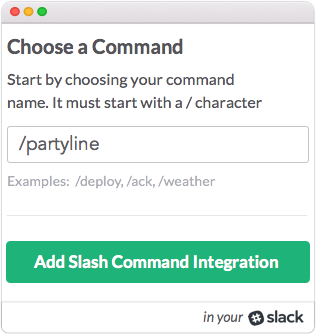 Choose a Command
Start by choosing your command
name. It must start with a / character
/partyline
Examples: /deploy, /ack, /weather
Add Slash Command Integration
in your slack